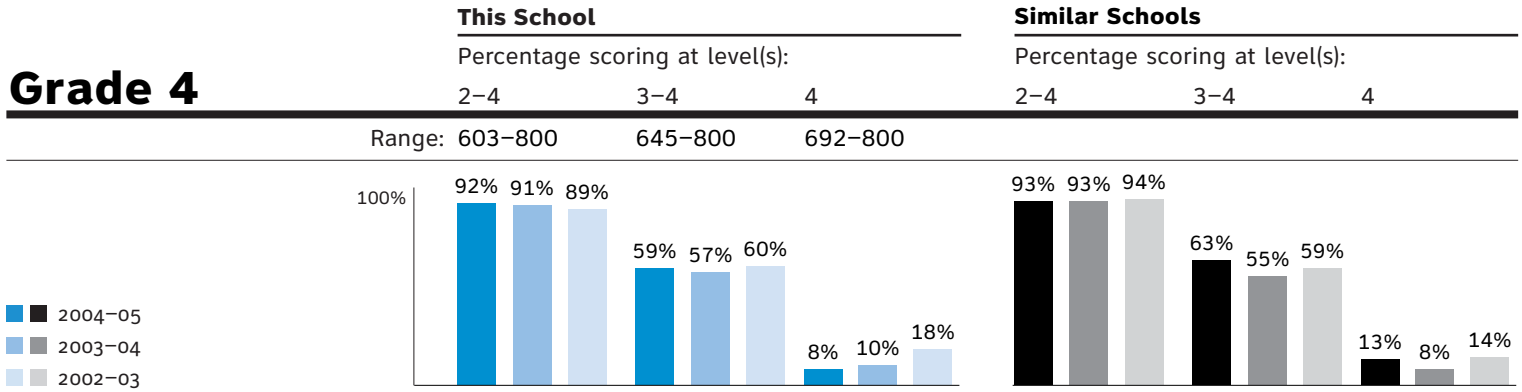 This School Similar Schools
Percentage scoring at level(s): Percentage scoring at level(s):
Grade 4 2–4 3–4 4 2–4 3–4 4
Range: 603–800 645–800 692–800
100% 92% 91% 89% 59% 57% 60% 8% 10% 18% 93% 93% 94% 63% 55% 59% 13% 8% 14%
2004–05
2003–04
2002–03